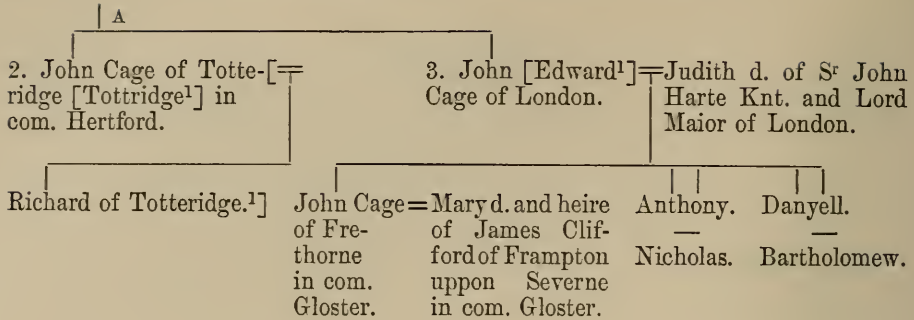 A
2. John Cage of Totte-[
ridge [Tottridge¹] in
com. Hertford.
3. John [Edward¹]
Cage of London.
Judith d. of Sʳ John
Harte Knt. and Lord
Maior of London.
Richard of Totteridge.¹]
John Cage=
of Fre-
thorne
in com.
Gloster.
Mary d. and heire
of James Clif-
ford of Frampton
uppon Severne
in com. Gloster.
Anthony.
—
Nicholas.
Danyell.
—
Bartholomew.